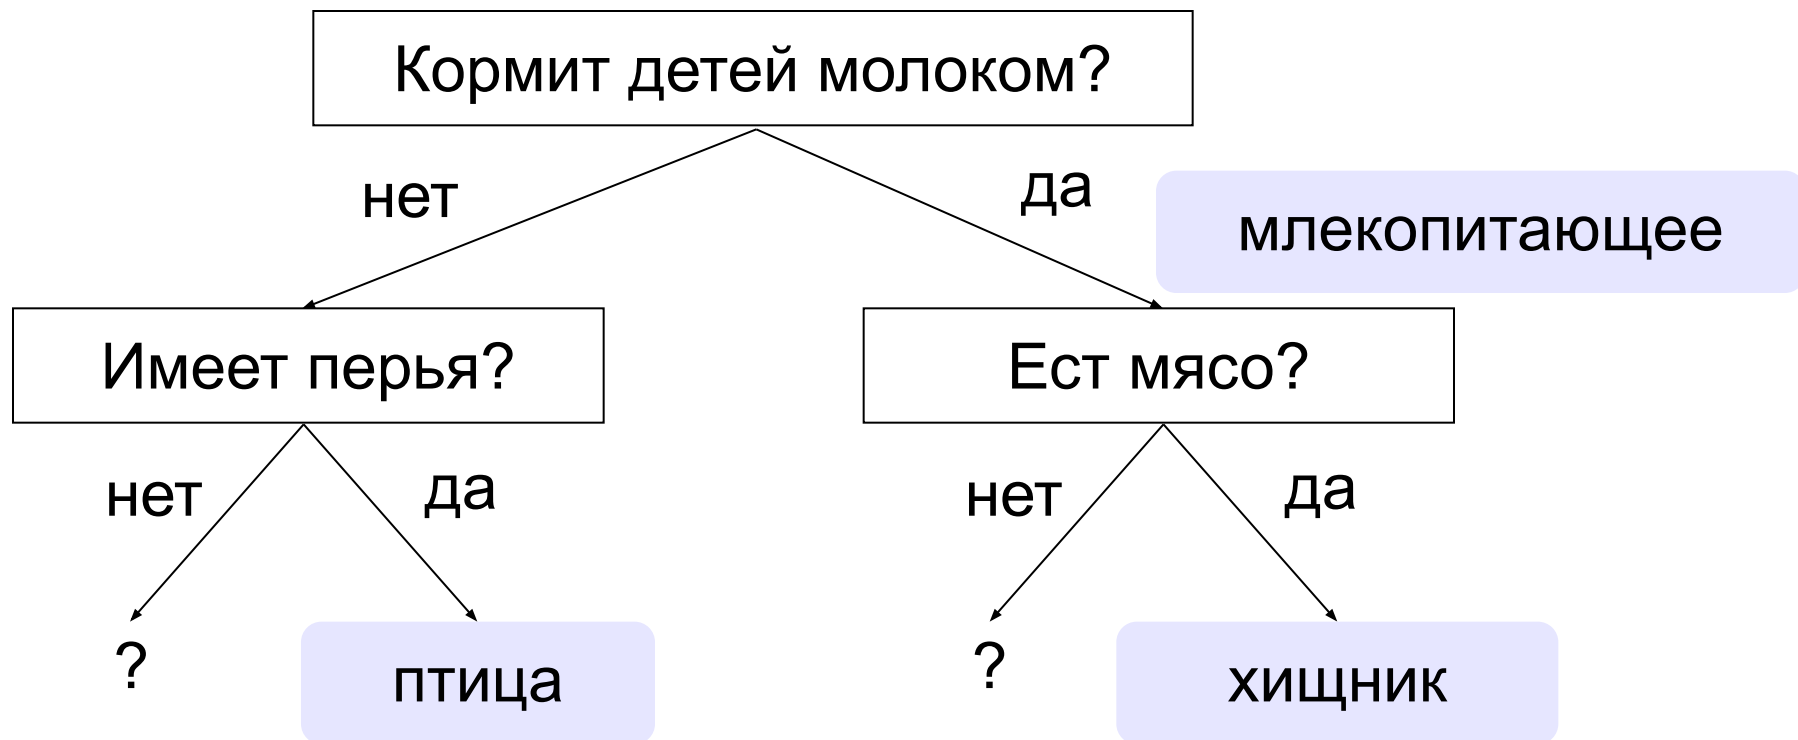 Кормит детей молоком?
нет
да
млекопитающее
Имеет перья?
Ест мясо?
нет
да
нет
да
?
птица
?
хищник